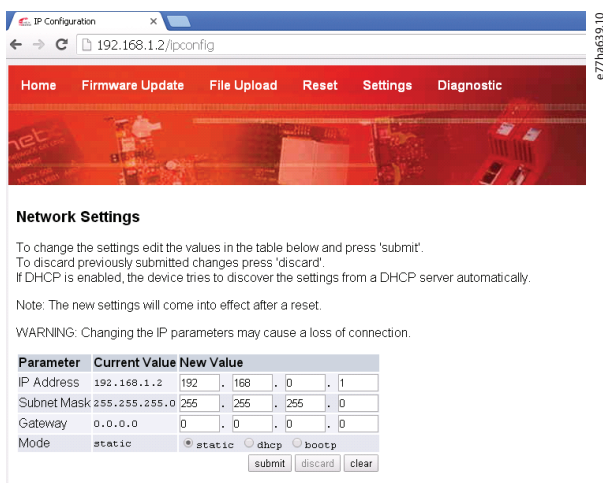 IP Configuration ×
192.168.1.2/ipconfig
e77ha639.10
Home Firmware Update File Upload Reset Settings Diagnostic
Network Settings
To change the settings edit the values in the table below and press 'submit'.
To discard previously submitted changes press 'discard'.
If DHCP is enabled, the device tries to discover the settings from a DHCP server automatically.
Note: The new settings will come into effect after a reset.
WARNING: Changing the IP parameters may cause a loss of connection.
Parameter Current Value New Value
IP Address 192.168.1.2 192 . 168 . 0 . 1
Subnet Mask 255.255.255.0 255 . 255 . 255 . 0
Gateway 0.0.0.0 0 . 0 . 0 . 0
Mode static static dhcp bootp
submit discard clear